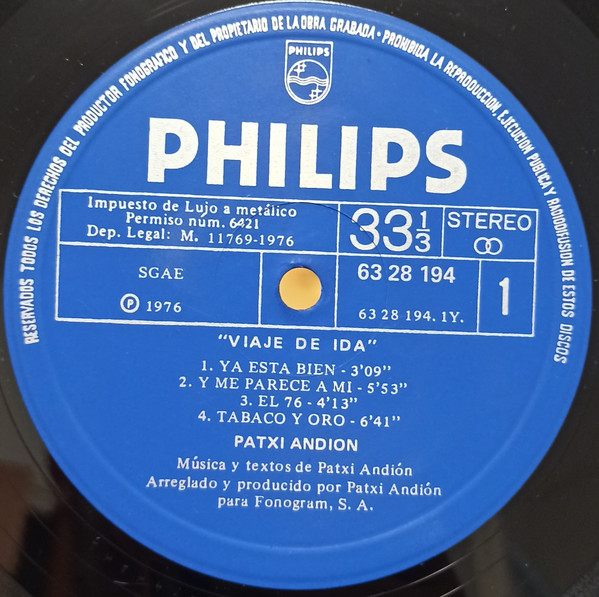 RESERVADOS TODOS LOS DERECHOS DEL PRODUCTOR FONOGRAFICO Y DEL PROPIETARIO DE LA OBRA GRABADA • PROHIBIDA LA REPRODUCCION, EJECUCION PUBLICA Y RADIODIFUSION DE ESTOS DISCOS
PHILIPS
PHILIPS
Impuesto de Lujo a metálico
Permiso núm. 6421
Dep. Legal: M. 11769-1976
33 1/3
STEREO
SGAE
Ⓟ 1976
63 28 194
63 28 194. 1Y.
1
"VIAJE DE IDA"
1. YA ESTA BIEN - 3'09"
2. Y ME PARECE A MI - 5'53"
3. EL 76 - 4'13"
4. TABACO Y ORO - 6'41"
PATXI ANDION
Música y textos de Patxi Andión
Arreglado y producido por Patxi Andión
para Fonogram, S. A.